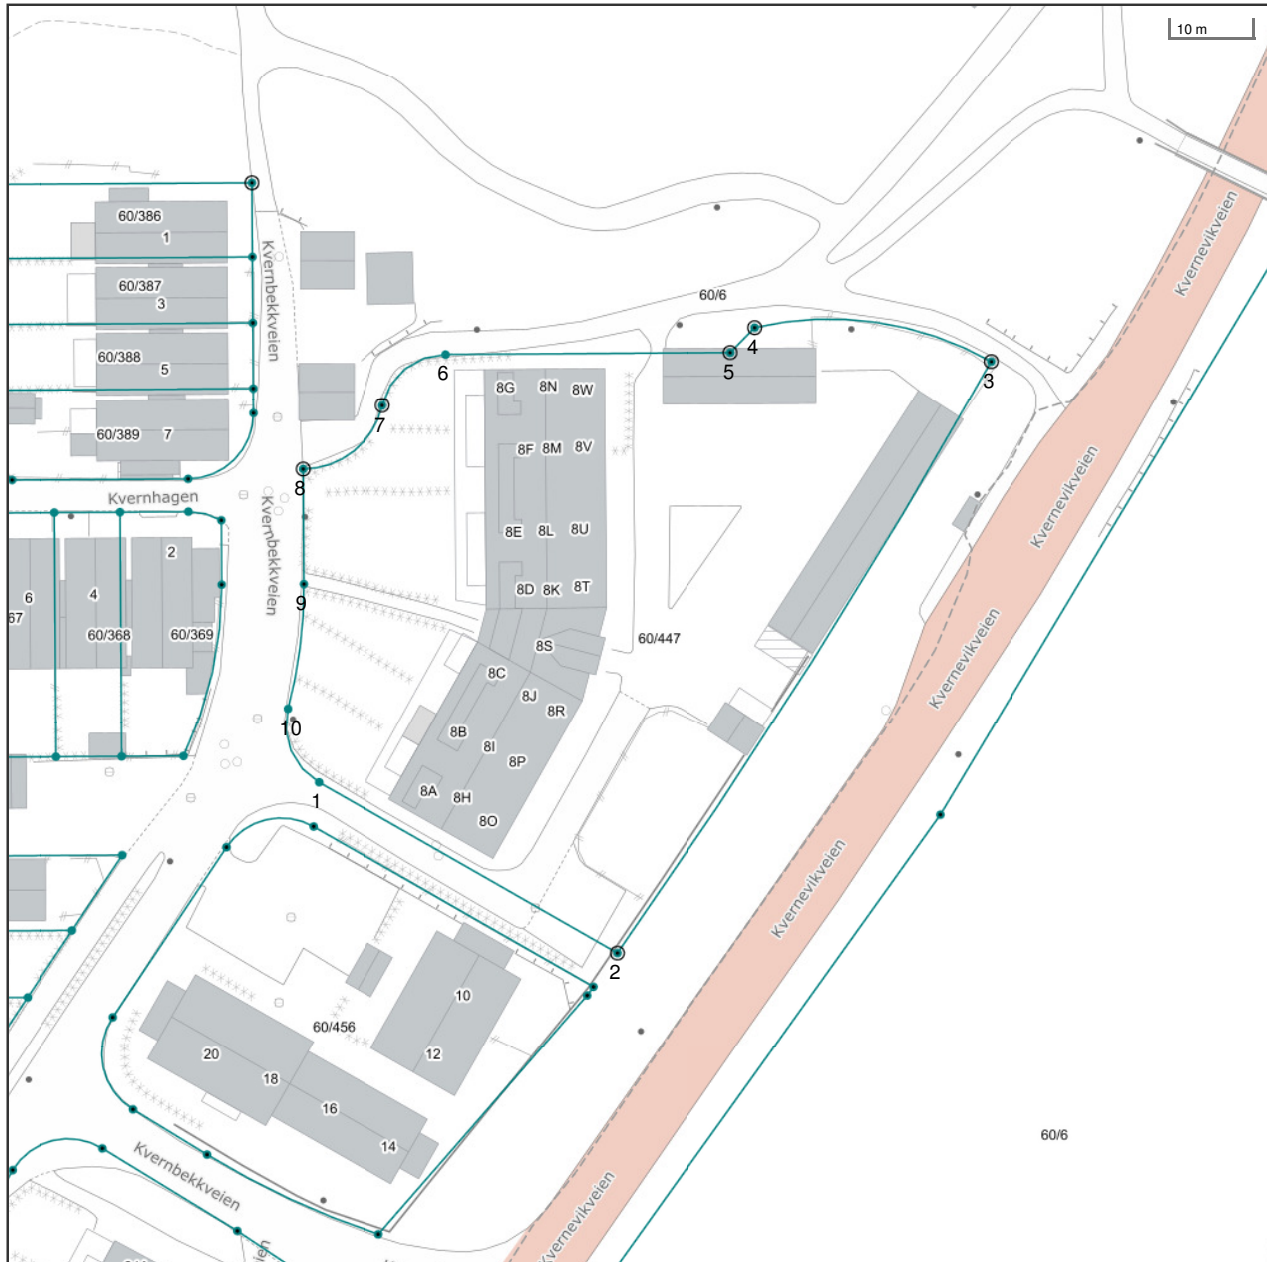 10 m
60/386
1
Kvernevikveien
60/387
Kvernbekkveien
60/6
3
4
60/388
5
6
5
3
8G
8N
8W
7
60/389
7
8F
8M
8V
8
Kvernhagen
Kvernevikveien
Kvernbekkveien
8E
8L
8U
2
6
4
9
8D
8K
8T
67
60/368
60/369
60/447
8S
Kvernevikveien
8C
8J
8R
10
8B
8I
8P
8A
8H
1
8O
Kvernevikveien
2
10
60/456
12
20
18
16
14
60/6
Kvernbekkveien
Kvernevikveien
eien